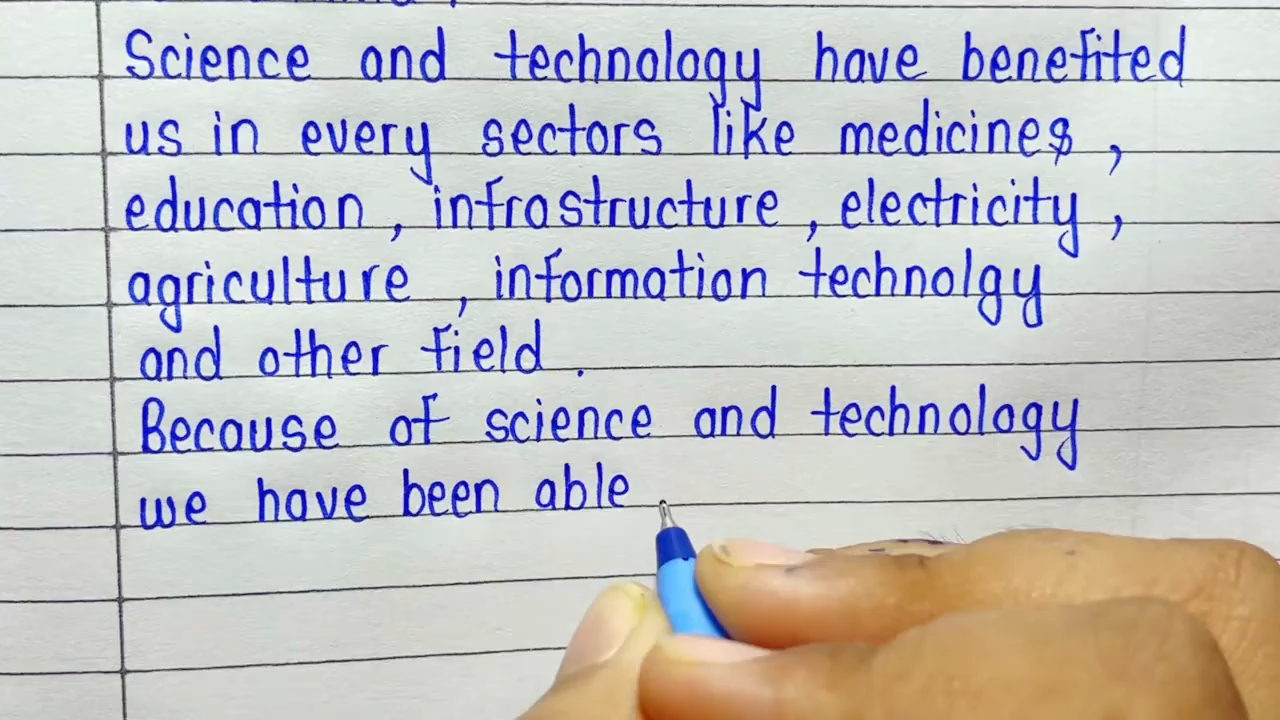 Science and technology have benefited
us in every sectors like medicines,
education, infrastructure, electricity,
agriculture, information technolgy
and other field.
Because of science and technology
we have been able